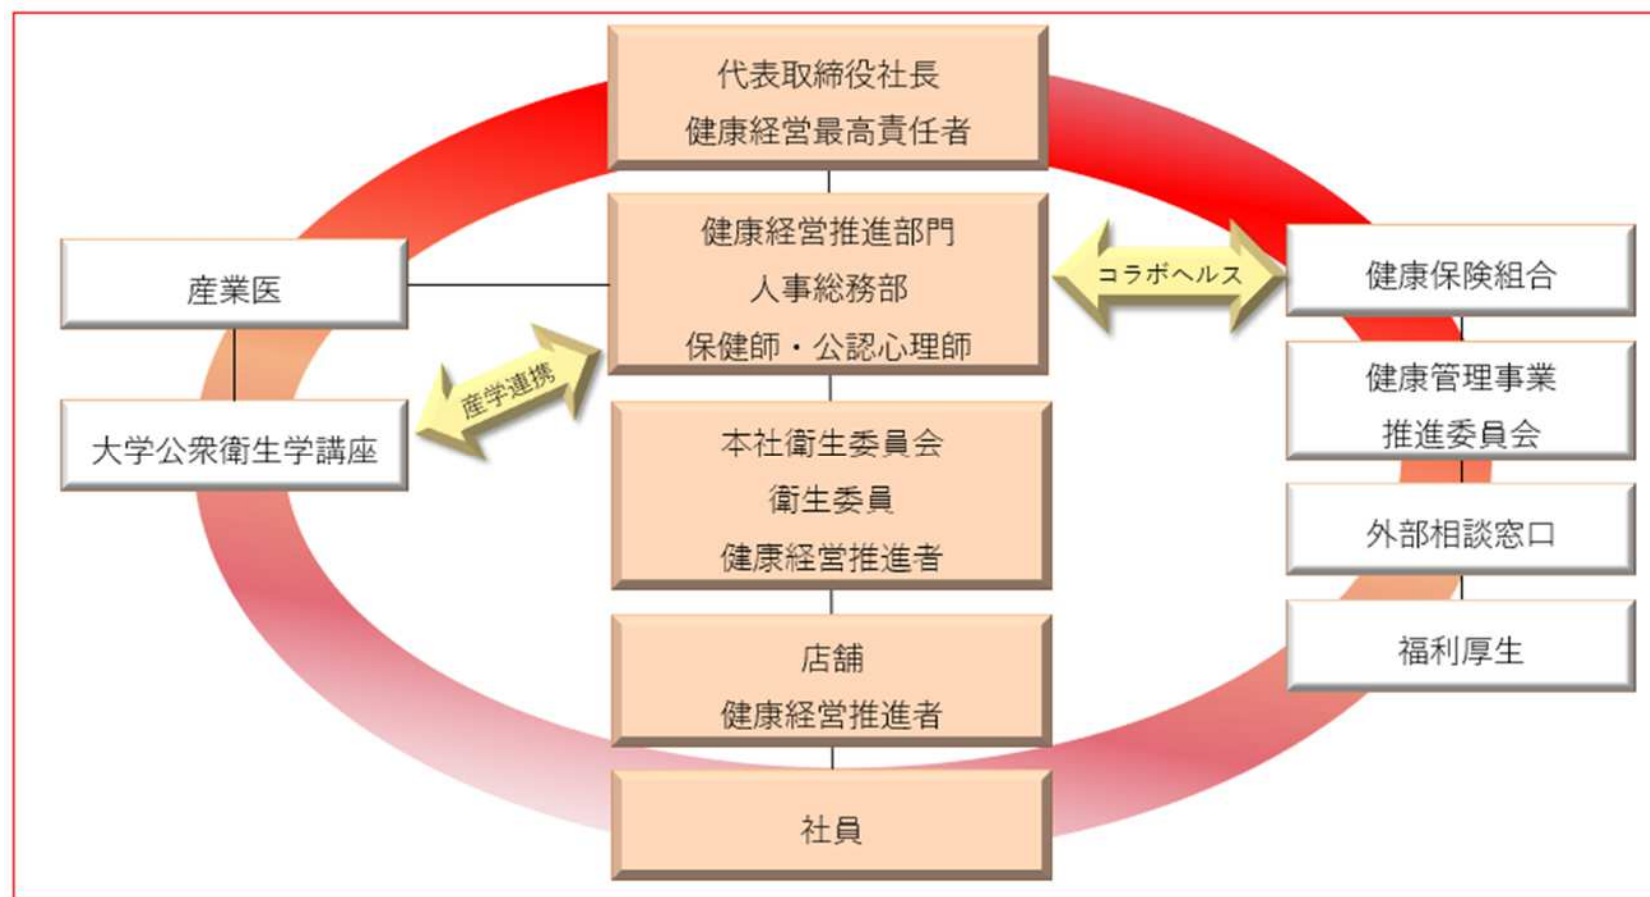 代表取締役社長
健康経営最高責任者
健康経営推進部門
人事総務部
保健師・公認心理師
コラボヘルス
健康保険組合
産業医
産学連携
大学公衆衛生学講座
健康管理事業
推進委員会
本社衛生委員会
衛生委員
健康経営推進者
外部相談窓口
店舗
健康経営推進者
福利厚生
社員